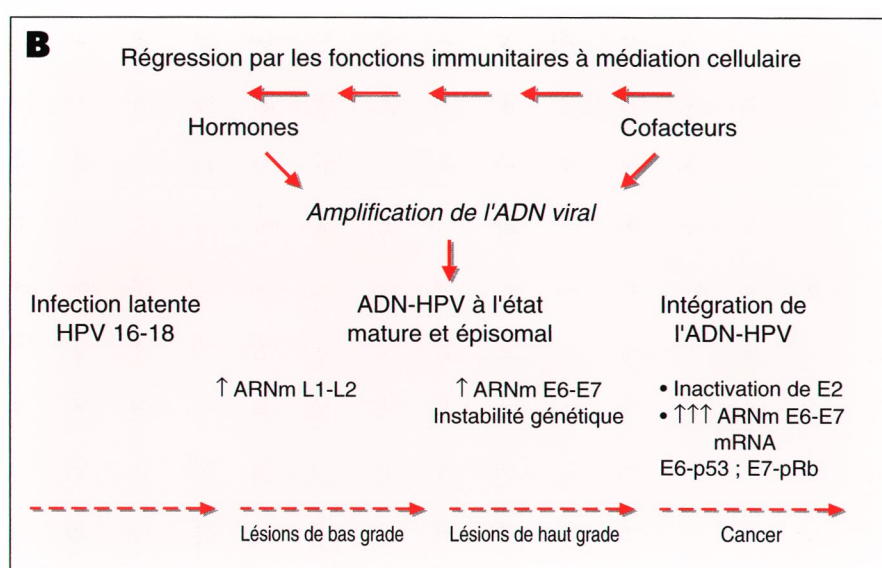 B
Régression par les fonctions immunitaires à médiation cellulaire
Hormones
Cofacteurs
Amplification de l'ADN viral
Infection latente
HPV 16-18
ADN-HPV à l'état
mature et épisomal
Intégration de
l'ADN-HPV
↑ ARNm L1-L2
↑ ARNm E6-E7
Instabilité génétique
• Inactivation de E2
• ↑↑↑ ARNm E6-E7
mRNA
E6-p53 ; E7-pRb
Lésions de bas grade
Lésions de haut grade
Cancer